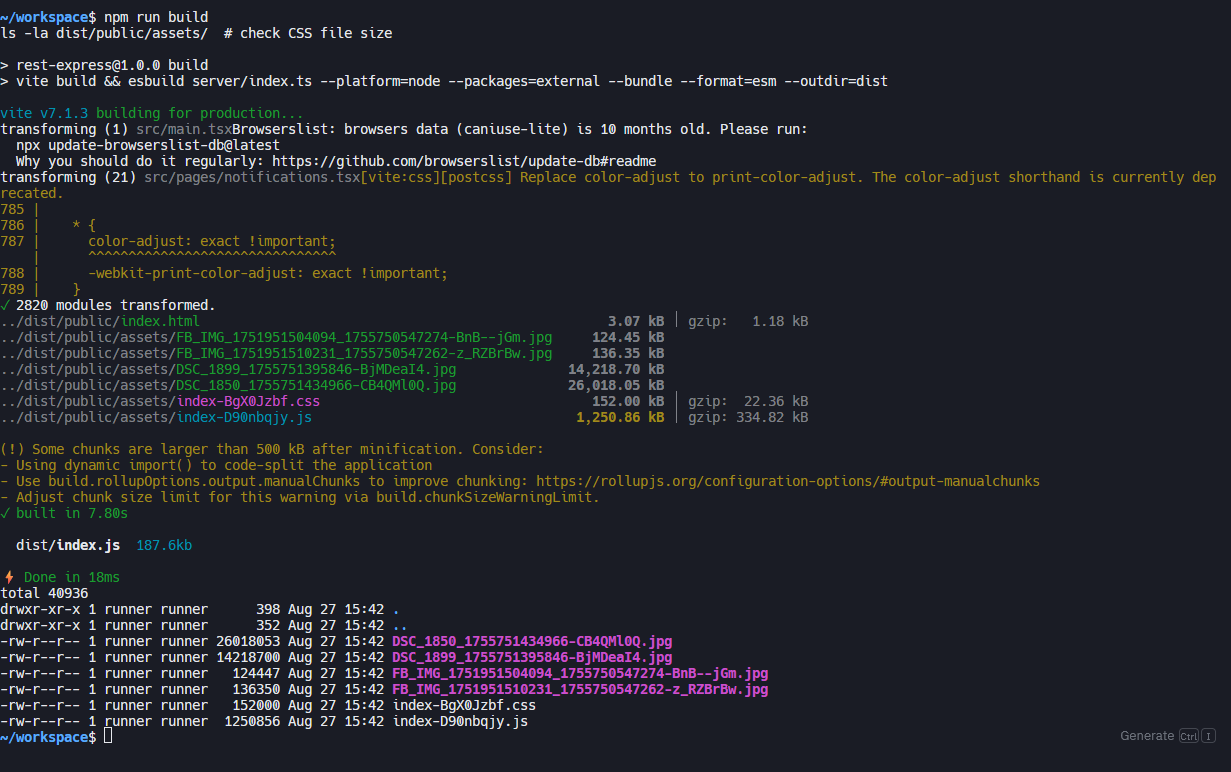 ~/workspace$ npm run build
ls -la dist/public/assets/  # check CSS file size
> rest-express@1.0.0 build
> vite build && esbuild server/index.ts --platform=node --packages=external --bundle --format=esm --outdir=dist
vite v7.1.3 building for production...
transforming (1) src/main.tsxBrowserslist: browsers data (caniuse-lite) is 10 months old. Please run:
  npx update-browserslist-db@latest
  Why you should do it regularly: https://github.com/browserslist/update-db#readme
transforming (21) src/pages/notifications.tsx[vite:css][postcss] Replace color-adjust to print-color-adjust. The color-adjust shorthand is currently dep
recated.
785 |
786 |    * {
787 |      color-adjust: exact !important;
    |      ^^^^^^^^^^^^^^^^^^^^^^^^^^^^^^^
788 |      -webkit-print-color-adjust: exact !important;
789 |    }
✓ 2820 modules transformed.
../dist/public/index.html                                                   3.07 kB │ gzip:   1.18 kB
../dist/public/assets/FB_IMG_1751951504094_1755750547274-BnB--jGm.jpg     124.45 kB
../dist/public/assets/FB_IMG_1751951510231_1755750547262-z_RZBrBw.jpg     136.35 kB
../dist/public/assets/DSC_1899_1755751395846-BjMDeaI4.jpg              14,218.70 kB
../dist/public/assets/DSC_1850_1755751434966-CB4QMl0Q.jpg              26,018.05 kB
../dist/public/assets/index-BgX0Jzbf.css                                  152.00 kB │ gzip:  22.36 kB
../dist/public/assets/index-D90nbqjy.js                                 1,250.86 kB │ gzip: 334.82 kB
(!) Some chunks are larger than 500 kB after minification. Consider:
- Using dynamic import() to code-split the application
- Use build.rollupOptions.output.manualChunks to improve chunking: https://rollupjs.org/configuration-options/#output-manualchunks
- Adjust chunk size limit for this warning via build.chunkSizeWarningLimit.
✓ built in 7.80s
  dist/index.js  187.6kb
⚡ Done in 18ms
total 40936
drwxr-xr-x 1 runner runner      398 Aug 27 15:42 .
drwxr-xr-x 1 runner runner      352 Aug 27 15:42 ..
-rw-r--r-- 1 runner runner 26018053 Aug 27 15:42 DSC_1850_1755751434966-CB4QMl0Q.jpg
-rw-r--r-- 1 runner runner 14218700 Aug 27 15:42 DSC_1899_1755751395846-BjMDeaI4.jpg
-rw-r--r-- 1 runner runner   124447 Aug 27 15:42 FB_IMG_1751951504094_1755750547274-BnB--jGm.jpg
-rw-r--r-- 1 runner runner   136350 Aug 27 15:42 FB_IMG_1751951510231_1755750547262-z_RZBrBw.jpg
-rw-r--r-- 1 runner runner   152000 Aug 27 15:42 index-BgX0Jzbf.css
-rw-r--r-- 1 runner runner  1250856 Aug 27 15:42 index-D90nbqjy.js
~/workspace$
Generate Ctrl I